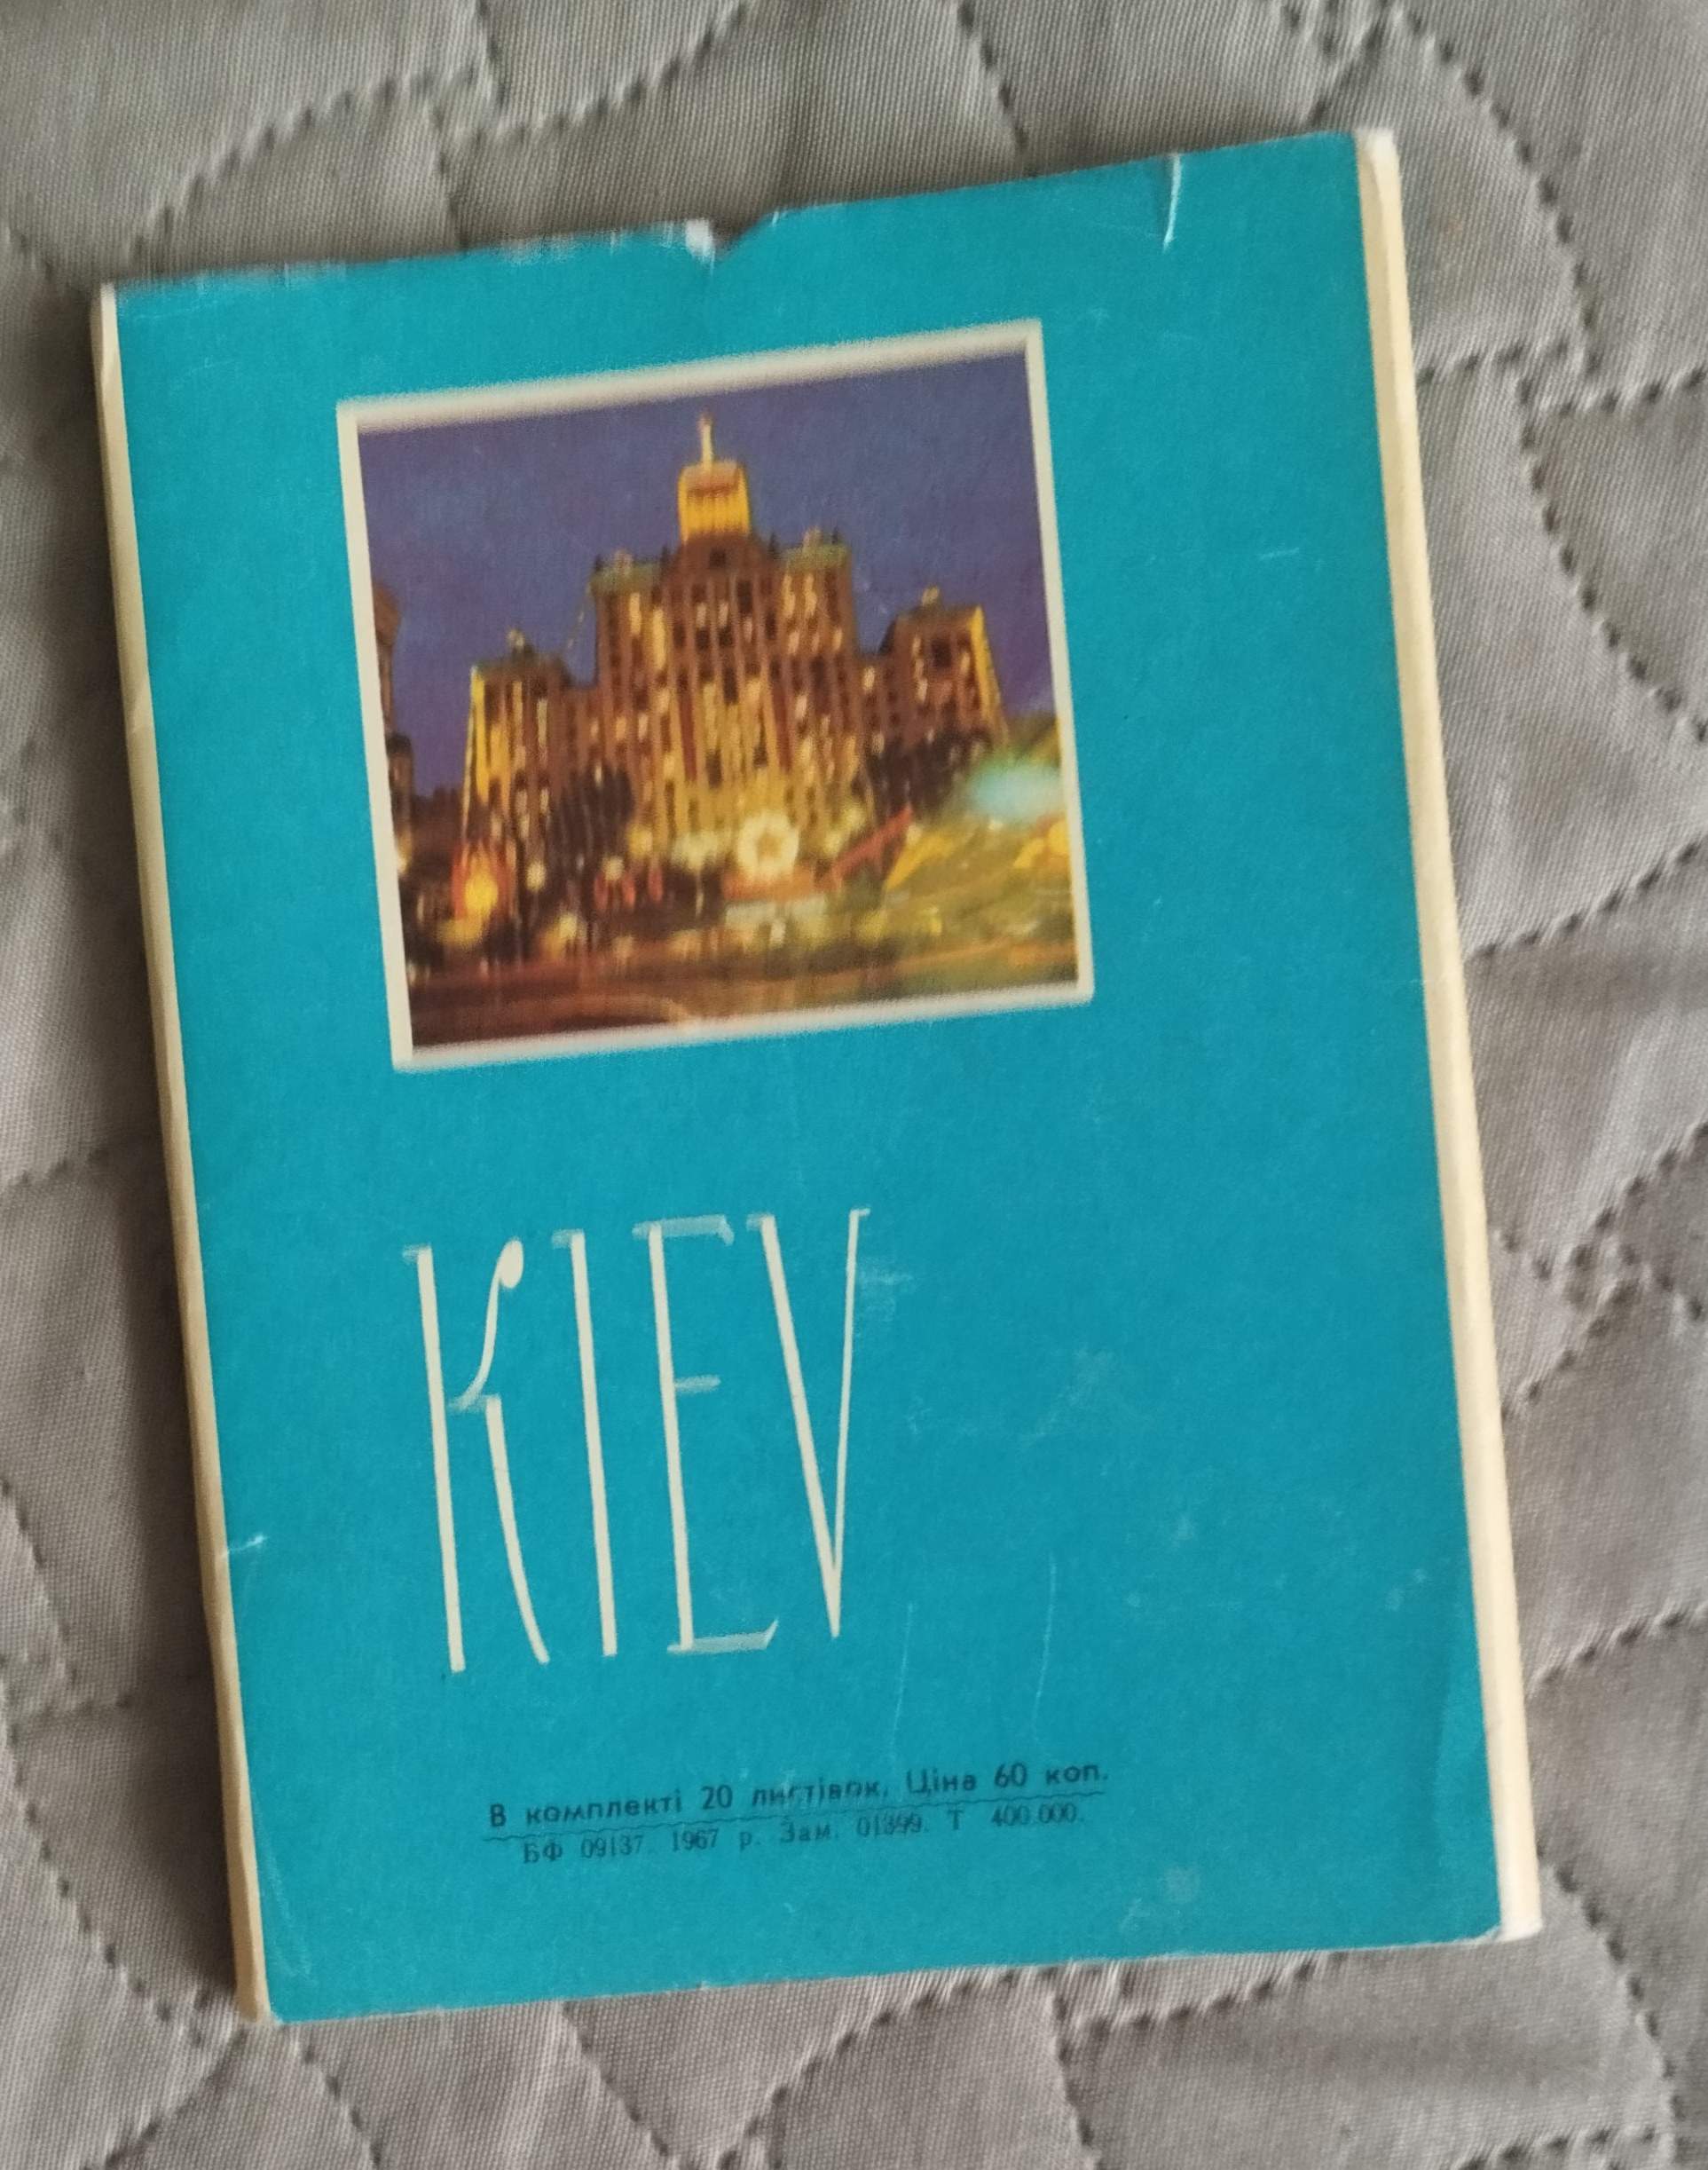 KIEV
В комплекті 20 листівок. Ціна 60 коп.
БФ 09137. 1967 р. Зам. 01399. Т 400.000.